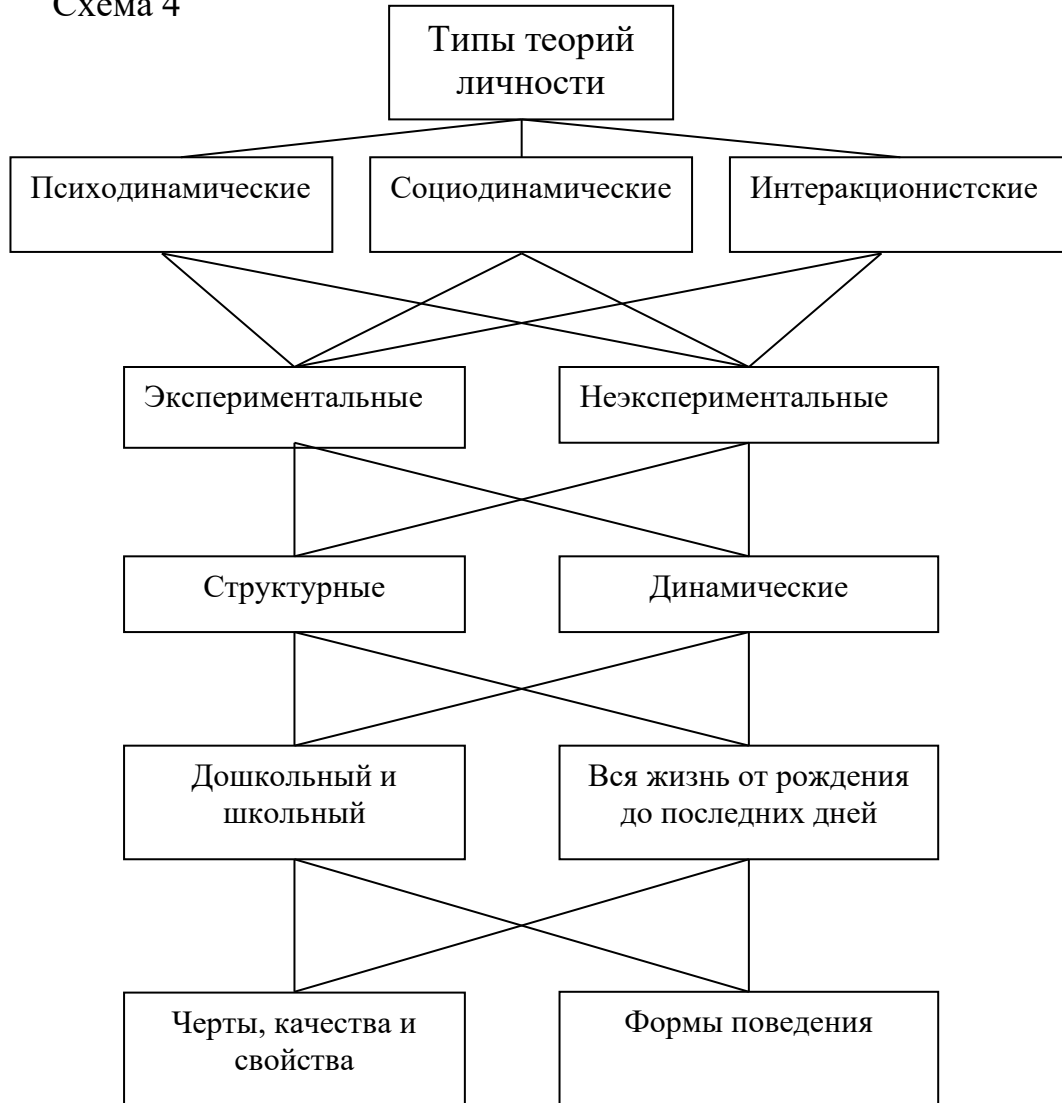 Схема 4
Типы теорий
личности
Психодинамические
Социодинамические
Интеракционистские
Экспериментальные
Неэкспериментальные
Структурные
Динамические
Дошкольный и
школьный
Вся жизнь от рождения
до последних дней
Черты, качества и
свойства
Формы поведения